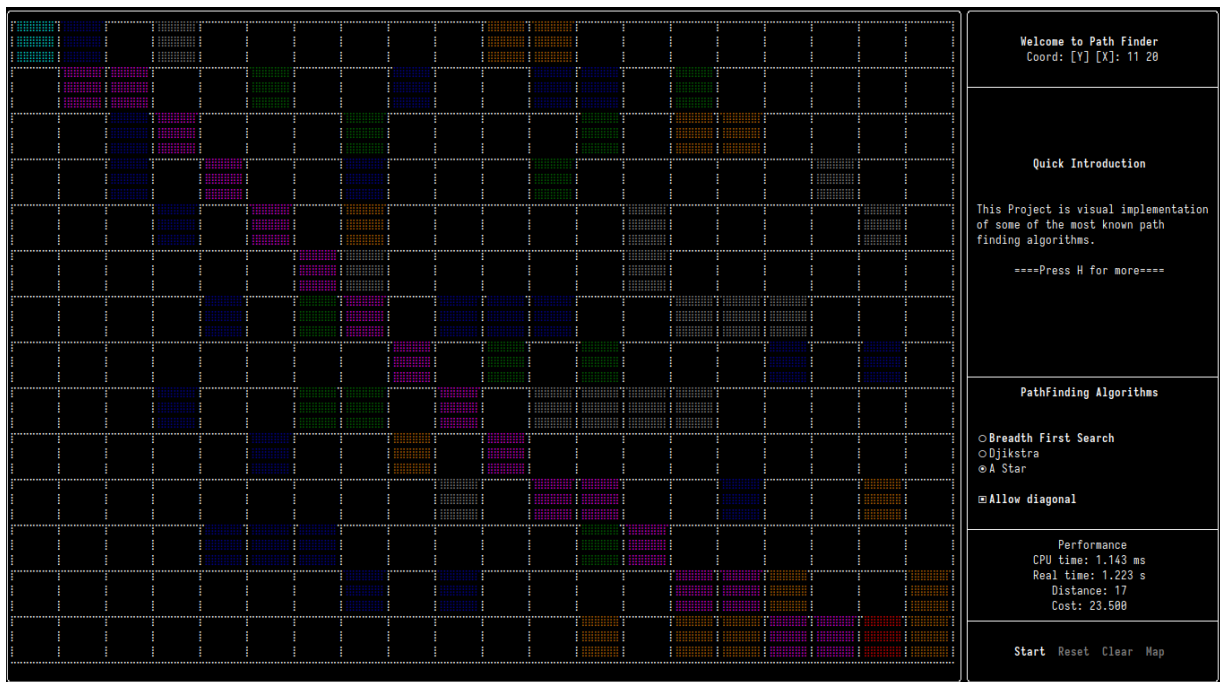 Welcome to Path Finder
Coord: [Y] [X]: 11 20
Quick Introduction
This Project is visual implementation
of some of the most known path
finding algorithms.
====Press H for more====
PathFinding Algorithms
Breadth First Search
Djikstra
A Star
Allow diagonal
Performance
CPU time: 1.143 ms
Real time: 1.223 s
Distance: 17
Cost: 23.500
Start Reset Clear Map